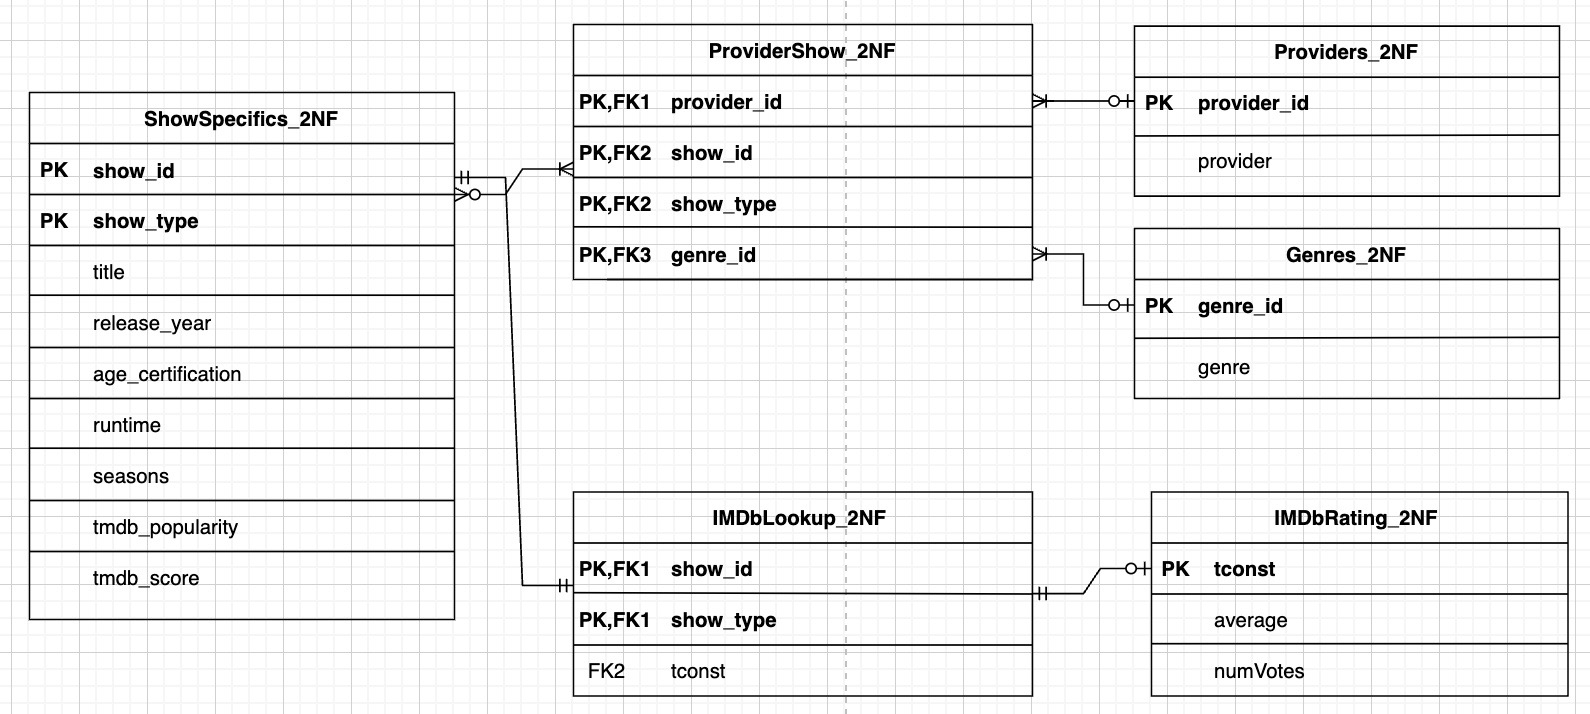 ShowSpecifics_2NF
PK show_id
PK show_type
title
release_year
age_certification
runtime
seasons
tmdb_popularity
tmdb_score
ProviderShow_2NF
PK,FK1 provider_id
PK,FK2 show_id
PK,FK2 show_type
PK,FK3 genre_id
Providers_2NF
PK provider_id
provider
Genres_2NF
PK genre_id
genre
IMDbLookup_2NF
PK,FK1 show_id
PK,FK1 show_type
FK2 tconst
IMDbRating_2NF
PK tconst
average
numVotes